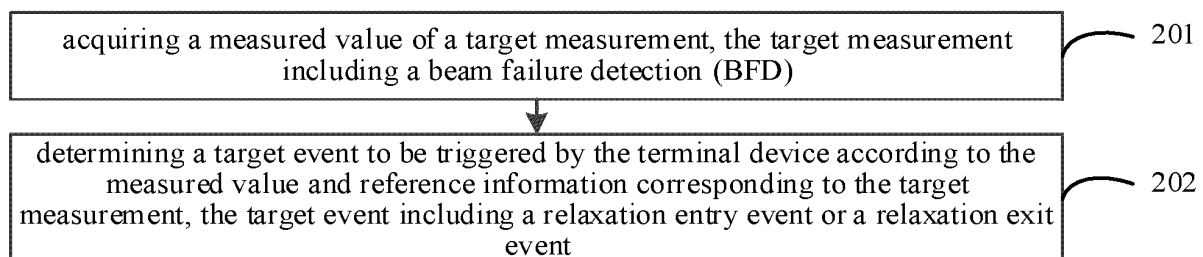 acquiring a measured value of a target measurement, the target measurement
including a beam failure detection (BFD)
201
determining a target event to be triggered by the terminal device according to the
measured value and reference information corresponding to the target
measurement, the target event including a relaxation entry event or a relaxation exit
event
202